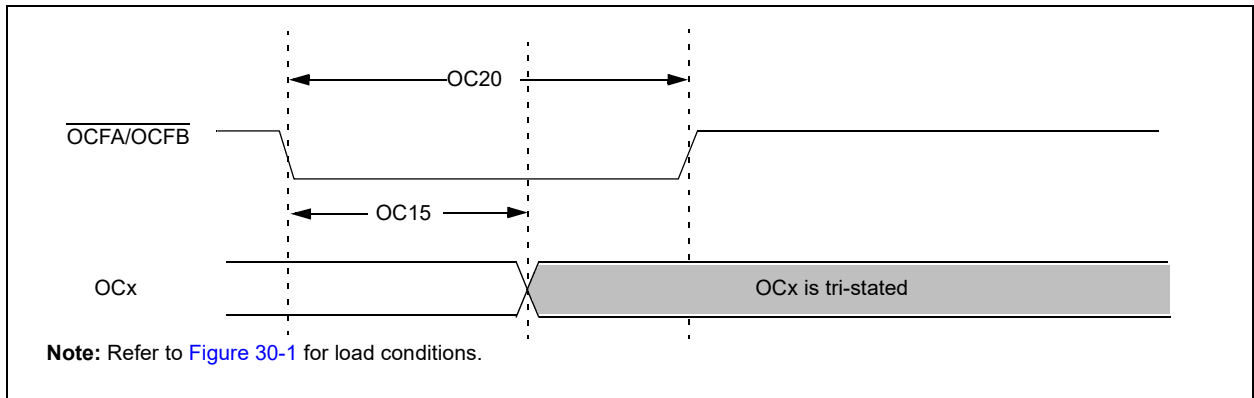 OC20
OCFA/OCFB
OC15
OCx
OCx is tri-stated
Note: Refer to Figure 30-1 for load conditions.